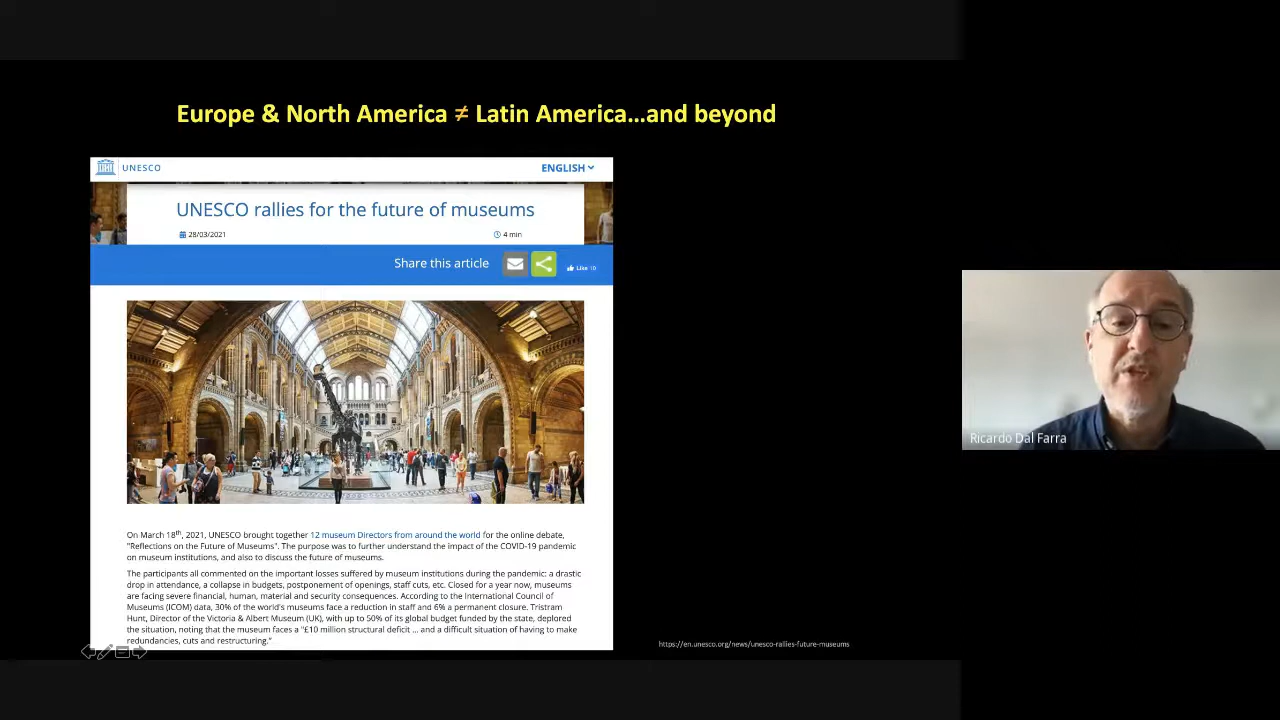 Europe & North America ≠ Latin America...and beyond
UNESCO
ENGLISH
UNESCO rallies for the future of museums
28/03/2021
4 min
Share this article
Like 10
On March 18th, 2021, UNESCO brought together 12 museum Directors from around the world for the online debate,
"Reflections on the Future of Museums". The purpose was to further understand the impact of the COVID-19 pandemic
on museum institutions, and also to discuss the future of museums.
The participants all commented on the important losses suffered by museum institutions during the pandemic: a drastic
drop in attendance, a collapse in budgets, postponement of openings, staff cuts, etc. Closed for a year now, museums
are facing severe financial, human, material and security consequences. According to the International Council of
Museums (ICOM) data, 30% of the world's museums face a reduction in staff and 6% a permanent closure. Tristram
Hunt, Director of the Victoria & Albert Museum (UK), with up to 50% of its global budget funded by the state, deplored
the situation, noting that the museum faces a "£10 million structural deficit ... and a difficult situation of having to make
redundancies, cuts and restructuring."
https://en.unesco.org/news/unesco-rallies-future-museums
Ricardo Dal Farra